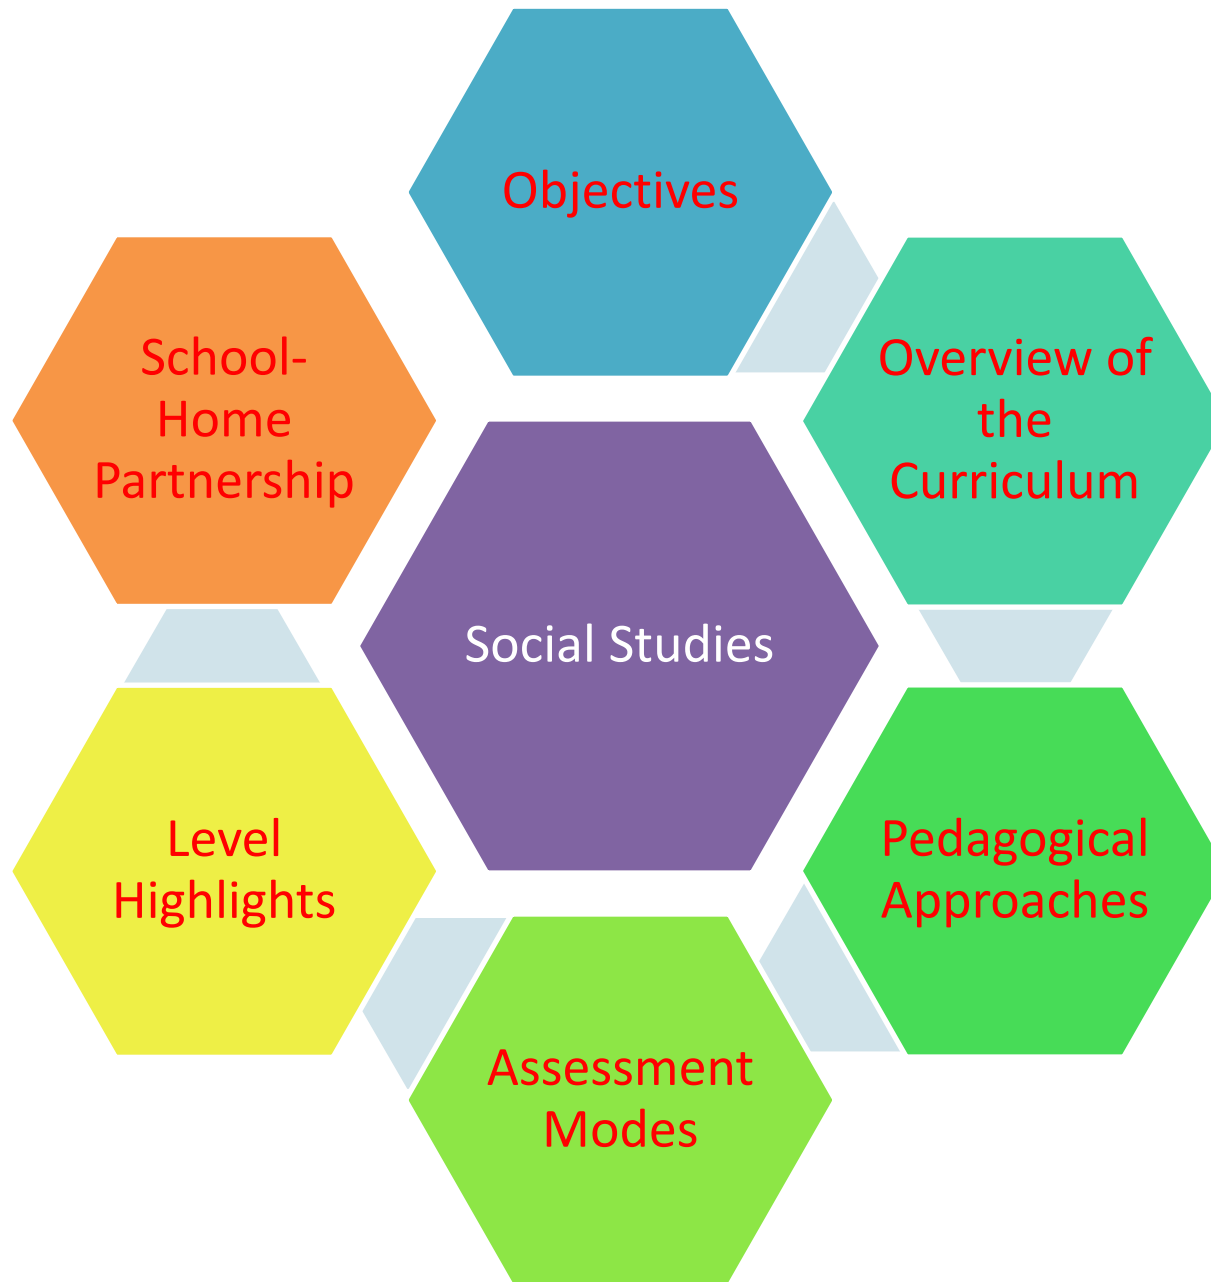 Objectives
School-
Home
Partnership
Overview of
the
Curriculum
Social Studies
Level
Highlights
Pedagogical
Approaches
Assessment
Modes